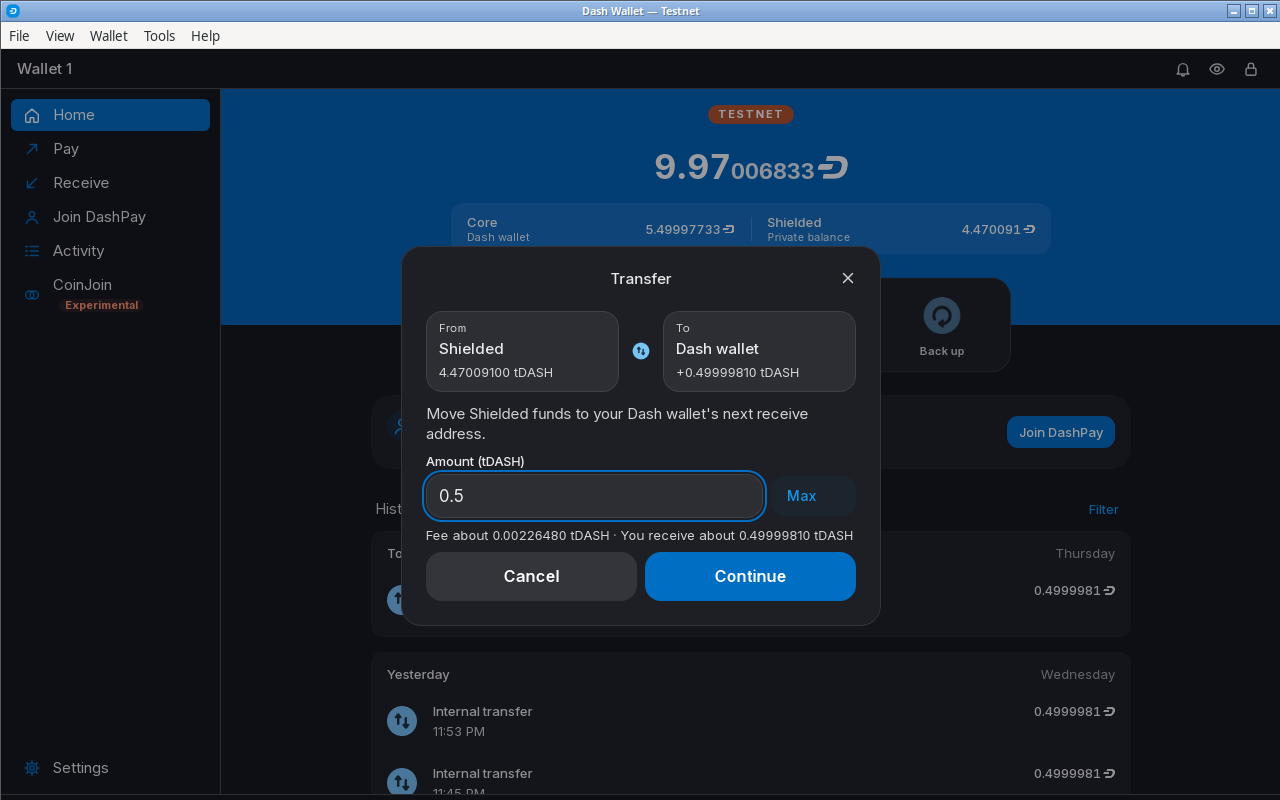 Dash Wallet — Testnet
File View Wallet Tools Help
Wallet 1
Home
Pay
Receive
Join DashPay
Activity
CoinJoin
Experimental
Settings
TESTNET
9.97006833
Core
Dash wallet
5.49997733
Shielded
Private balance
4.470091
Back up
Join DashPay
Transfer
From
Shielded
4.47009100 tDASH
To
Dash wallet
+0.49999810 tDASH
Move Shielded funds to your Dash wallet's next receive
address.
Amount (tDASH)
0.5
Max
Fee about 0.00226480 tDASH · You receive about 0.49999810 tDASH
Cancel
Continue
Filter
Thursday
0.4999981
Yesterday
Wednesday
Internal transfer
0.4999981
11:53 PM
Internal transfer
0.4999981
11:45 PM